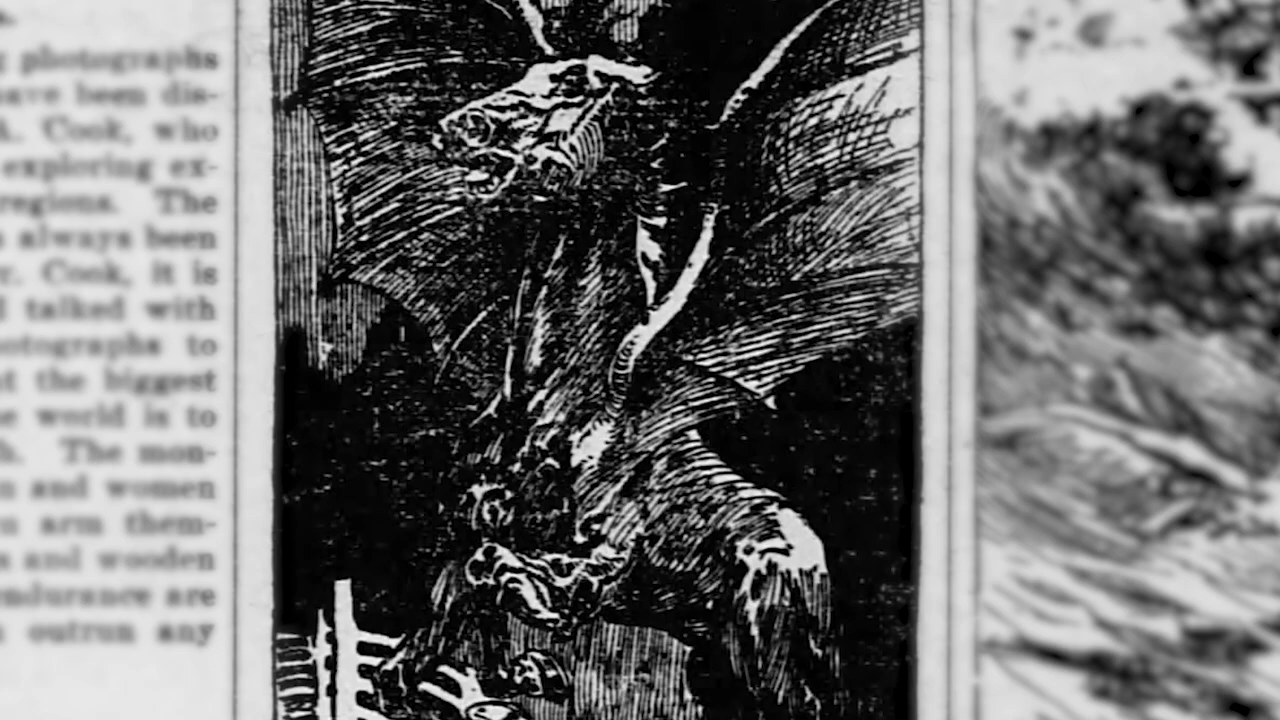 photographs
have been dis-
A. Cook, who
exploring ex-
regions. The
always been
r. Cook, it is
talked with
photographs to
the biggest
world is to
The mon-
and women
arm them-
and wooden
endurance are
outrun any